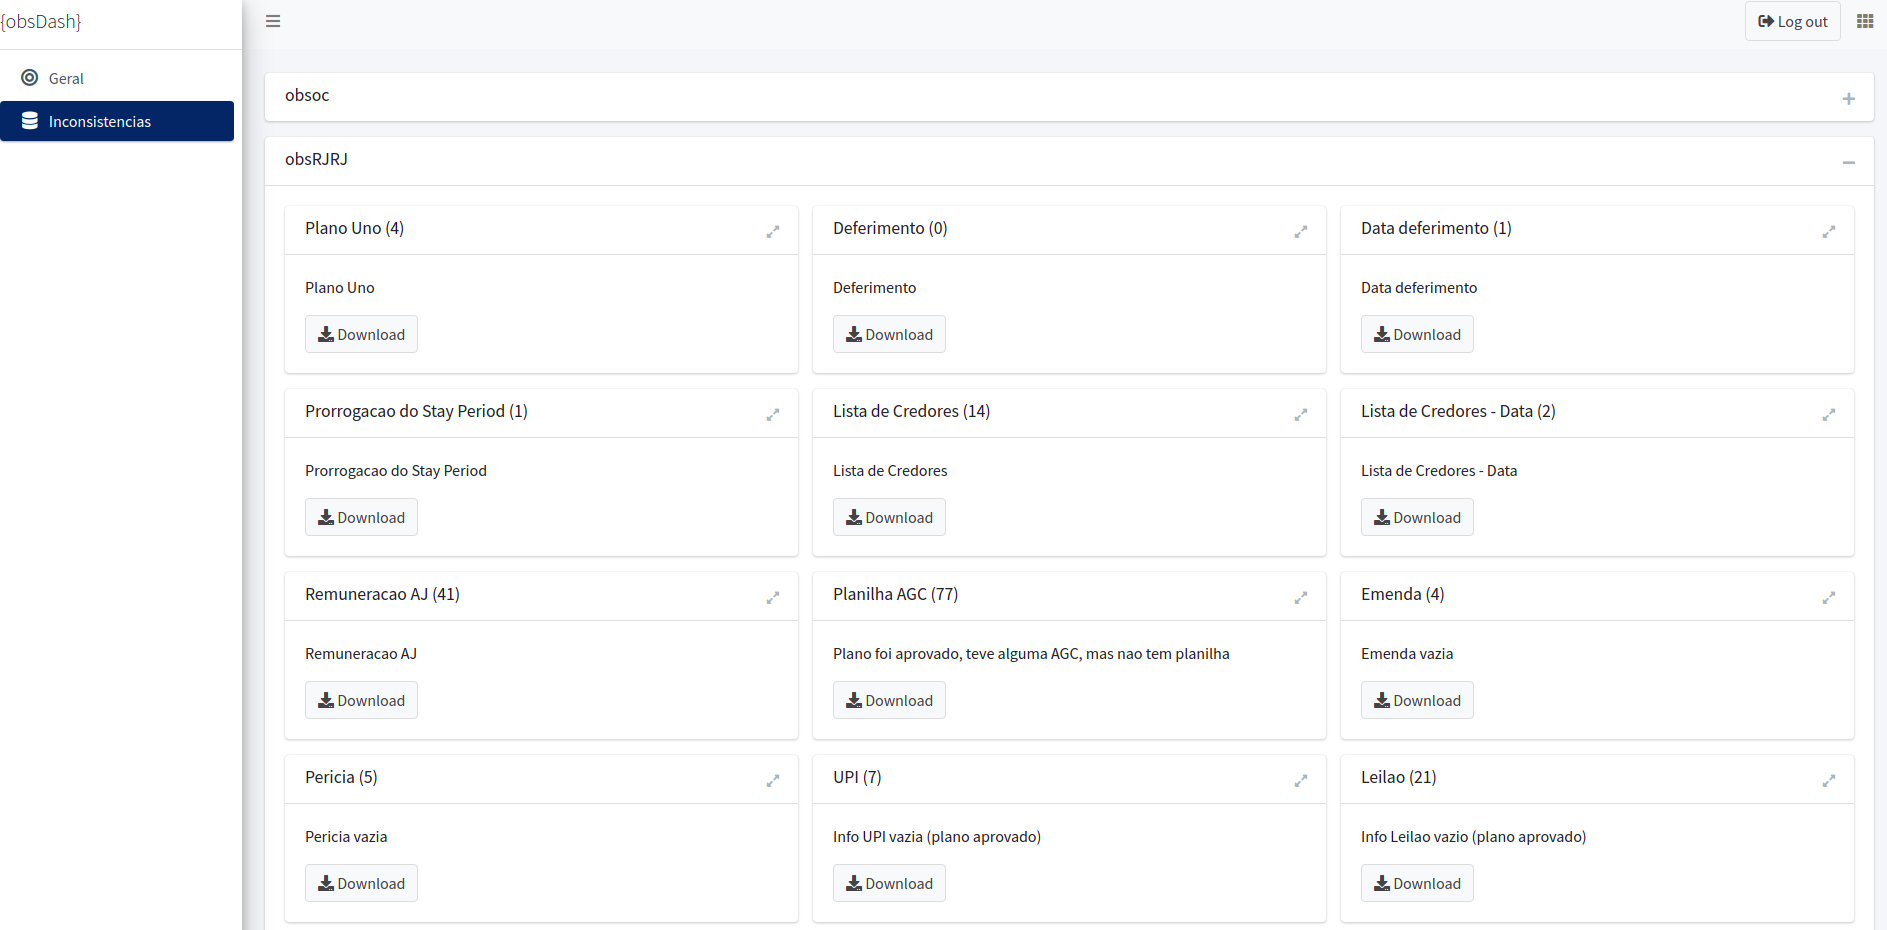 {obsDash}
Log out
Geral
Inconsistencias
obsoc
obsRJRJ
Plano Uno (4)
Plano Uno
Download
Deferimento (0)
Deferimento
Download
Data deferimento (1)
Data deferimento
Download
Prorrogacao do Stay Period (1)
Prorrogacao do Stay Period
Download
Lista de Credores (14)
Lista de Credores
Download
Lista de Credores - Data (2)
Lista de Credores - Data
Download
Remuneracao AJ (41)
Remuneracao AJ
Download
Planilha AGC (77)
Plano foi aprovado, teve alguma AGC, mas nao tem planilha
Download
Emenda (4)
Emenda vazia
Download
Pericia (5)
Pericia vazia
Download
UPI (7)
Info UPI vazia (plano aprovado)
Download
Leilao (21)
Info Leilao vazio (plano aprovado)
Download